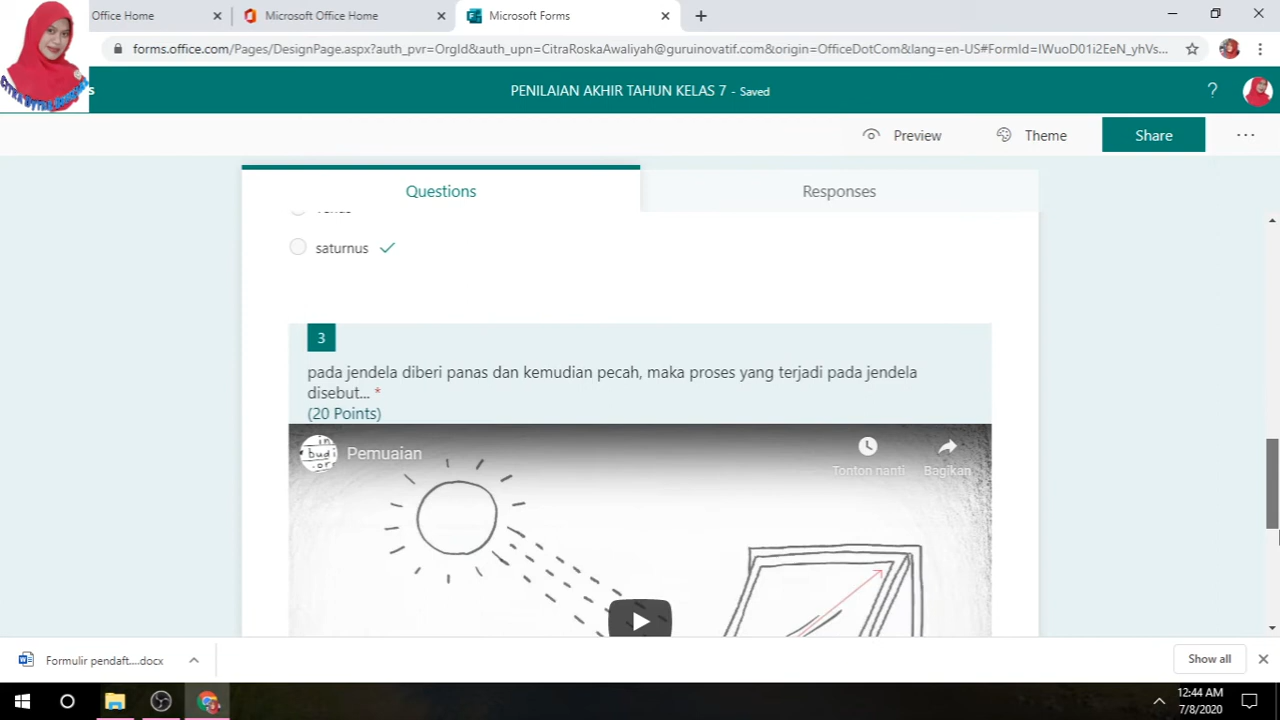 Office Home
Microsoft Office Home
Microsoft Forms
forms.office.com/Pages/DesignPage.aspx?auth_pvr=OrgId&auth_upn=CitraRoskaAwaliyah@guruinovatif.com&origin=OfficeDotCom&lang=en-US#FormId=IWuoD01i2EeN_yhVs...
PENILAIAN AKHIR TAHUN KELAS 7 - Saved
?
Preview
Theme
Share
...
Questions
Responses
saturnus
3
pada jendela diberi panas dan kemudian pecah, maka proses yang terjadi pada jendela
disebut... *
(20 Points)
in
budi
.or
Pemuaian
Tonton nanti
Bagikan
Formulir pendaft....docx
Show all
12:44 AM
7/8/2020